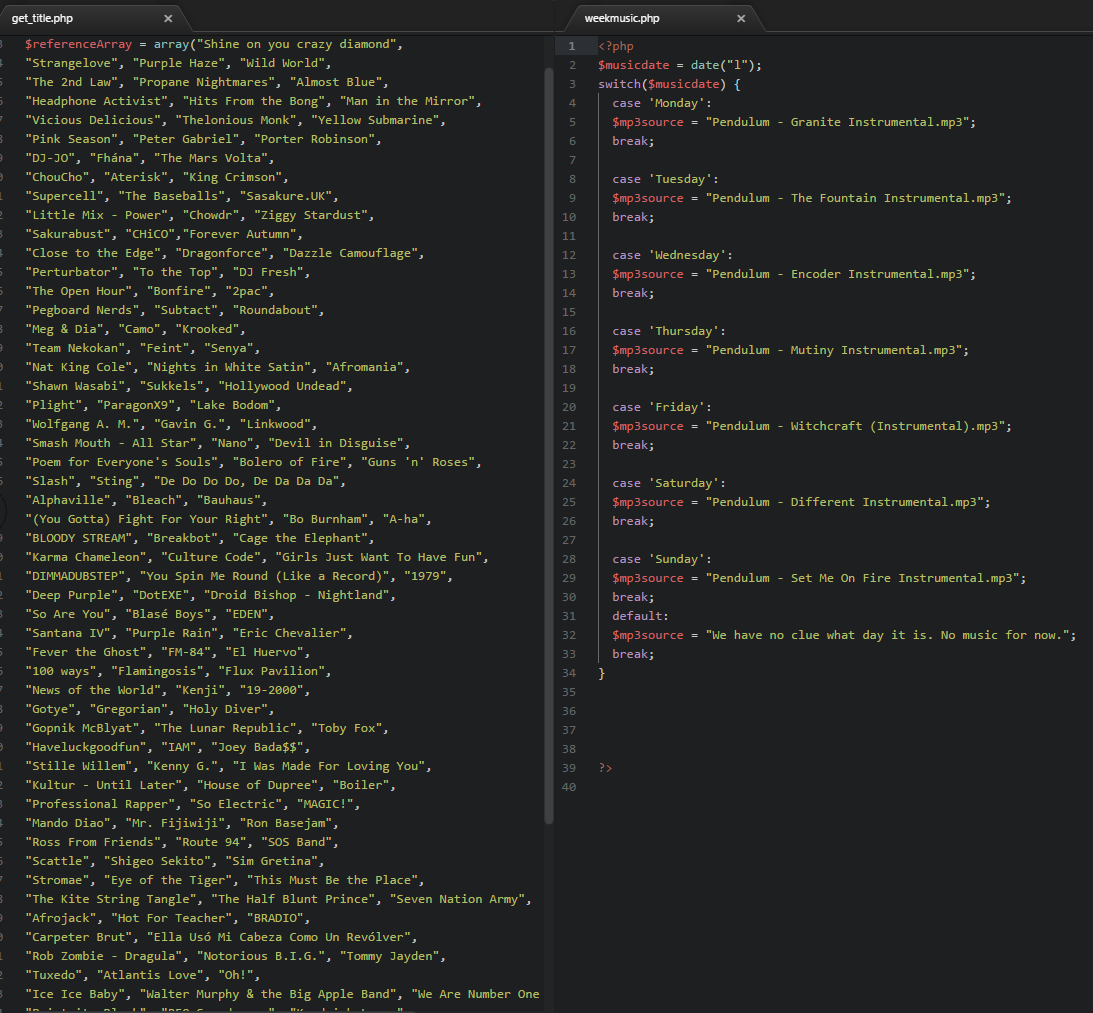 get_title.php ×
$referenceArray = array("Shine on you crazy diamond",
"Strangelove", "Purple Haze", "Wild World",
"The 2nd Law", "Propane Nightmares", "Almost Blue",
"Headphone Activist", "Hits From the Bong", "Man in the Mirror",
"Vicious Delicious", "Thelonious Monk", "Yellow Submarine",
"Pink Season", "Peter Gabriel", "Porter Robinson",
"DJ-JO", "Fhána", "The Mars Volta",
"ChouCho", "Aterisk", "King Crimson",
"Supercell", "The Baseballs", "Sasakure.UK",
"Little Mix - Power", "Chowdr", "Ziggy Stardust",
"Sakurabust", "CHiCO","Forever Autumn",
"Close to the Edge", "Dragonforce", "Dazzle Camouflage",
"Perturbator", "To the Top", "DJ Fresh",
"The Open Hour", "Bonfire", "2pac",
"Pegboard Nerds", "Subtact", "Roundabout",
"Meg & Dia", "Camo", "Krooked",
"Team Nekokan", "Feint", "Senya",
"Nat King Cole", "Nights in White Satin", "Afromania",
"Shawn Wasabi", "Sukkels", "Hollywood Undead",
"Plight", "ParagonX9", "Lake Bodom",
"Wolfgang A. M.", "Gavin G.", "Linkwood",
"Smash Mouth - All Star", "Nano", "Devil in Disguise",
"Poem for Everyone's Souls", "Bolero of Fire", "Guns 'n' Roses",
"Slash", "Sting", "De Do Do Do, De Da Da Da",
"Alphaville", "Bleach", "Bauhaus",
"(You Gotta) Fight For Your Right", "Bo Burnham", "A-ha",
"BLOODY STREAM", "Breakbot", "Cage the Elephant",
"Karma Chameleon", "Culture Code", "Girls Just Want To Have Fun",
"DIMMADUBSTEP", "You Spin Me Round (Like a Record)", "1979",
"Deep Purple", "DotEXE", "Droid Bishop - Nightland",
"So Are You", "Blasé Boys", "EDEN",
"Santana IV", "Purple Rain", "Eric Chevalier",
"Fever the Ghost", "FM-84", "El Huervo",
"100 ways", "Flamingosis", "Flux Pavilion",
"News of the World", "Kenji", "19-2000",
"Gotye", "Gregorian", "Holy Diver",
"Gopnik McBlyat", "The Lunar Republic", "Toby Fox",
"Haveluckgoodfun", "IAM", "Joey Bada$$",
"Stille Willem", "Kenny G.", "I Was Made For Loving You",
"Kultur - Until Later", "House of Dupree", "Boiler",
"Professional Rapper", "So Electric", "MAGIC!",
"Mando Diao", "Mr. Fijiwiji", "Ron Basejam",
"Ross From Friends", "Route 94", "SOS Band",
"Scattle", "Shigeo Sekito", "Sim Gretina",
"Stromae", "Eye of the Tiger", "This Must Be the Place",
"The Kite String Tangle", "The Half Blunt Prince", "Seven Nation Army",
"Afrojack", "Hot For Teacher", "BRADIO",
"Carpeter Brut", "Ella Usó Mi Cabeza Como Un Revólver",
"Rob Zombie - Dragula", "Notorious B.I.G.", "Tommy Jayden",
"Tuxedo", "Atlantis Love", "Oh!",
"Ice Ice Baby", "Walter Murphy & the Big Apple Band", "We Are Number One
weekmusic.php ×
1 <?php
2 $musicdate = date("l");
3 switch($musicdate) {
4 case 'Monday':
5 $mp3source = "Pendulum - Granite Instrumental.mp3";
6 break;
7
8 case 'Tuesday':
9 $mp3source = "Pendulum - The Fountain Instrumental.mp3";
10 break;
11
12 case 'Wednesday':
13 $mp3source = "Pendulum - Encoder Instrumental.mp3";
14 break;
15
16 case 'Thursday':
17 $mp3source = "Pendulum - Mutiny Instrumental.mp3";
18 break;
19
20 case 'Friday':
21 $mp3source = "Pendulum - Witchcraft (Instrumental).mp3";
22 break;
23
24 case 'Saturday':
25 $mp3source = "Pendulum - Different Instrumental.mp3";
26 break;
27
28 case 'Sunday':
29 $mp3source = "Pendulum - Set Me On Fire Instrumental.mp3";
30 break;
31 default:
32 $mp3source = "We have no clue what day it is. No music for now.";
33 break;
34 }
35
36
37
38
39 ?>
40